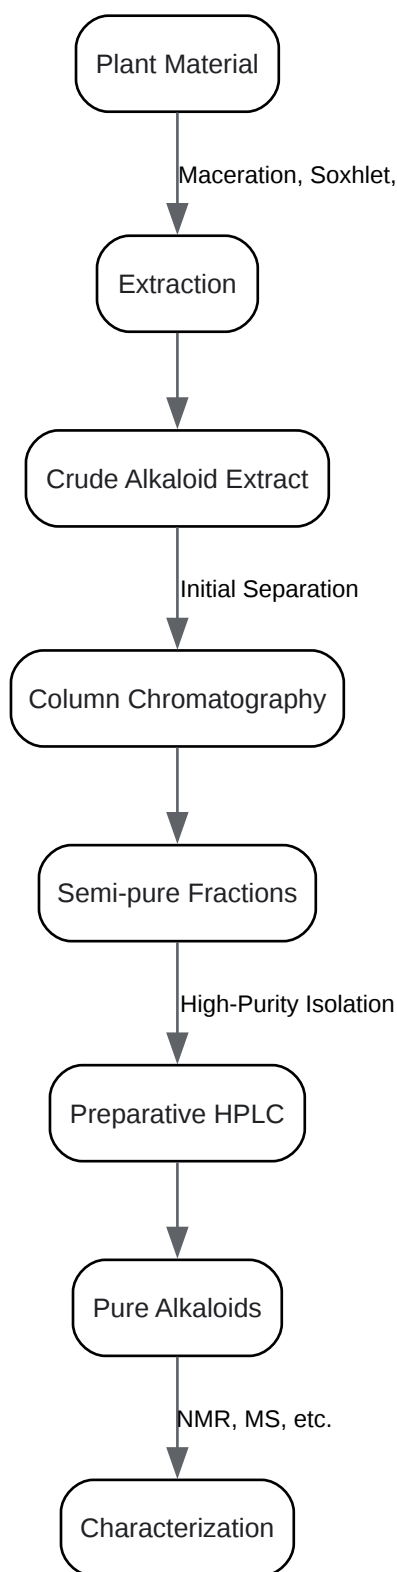 Plant Material
Maceration, Soxhlet,
Extraction
Crude Alkaloid Extract
Initial Separation
Column Chromatography
Semi-pure Fractions
High-Purity Isolation
Preparative HPLC
Pure Alkaloids
NMR, MS, etc.
Characterization